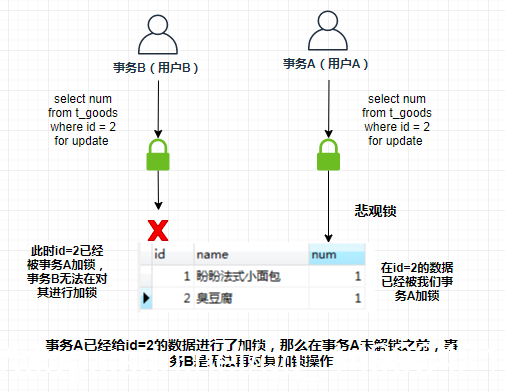 事务B（用户B）
事务A（用户A）
select num
from t_goods
where id = 2
for update
select num
from t_goods
where id = 2
for update
悲观锁
此时id=2已经
被事务A加锁，
事务B无法在对
其进行加锁
id name num
1 盼盼法式小面包 1
2 臭豆腐 1
在id=2的数据
已经被我们事
务A加锁
事务A已经给id=2的数据进行了加锁，那么在事务A未解锁之前，事
务B是无法再对其加锁操作